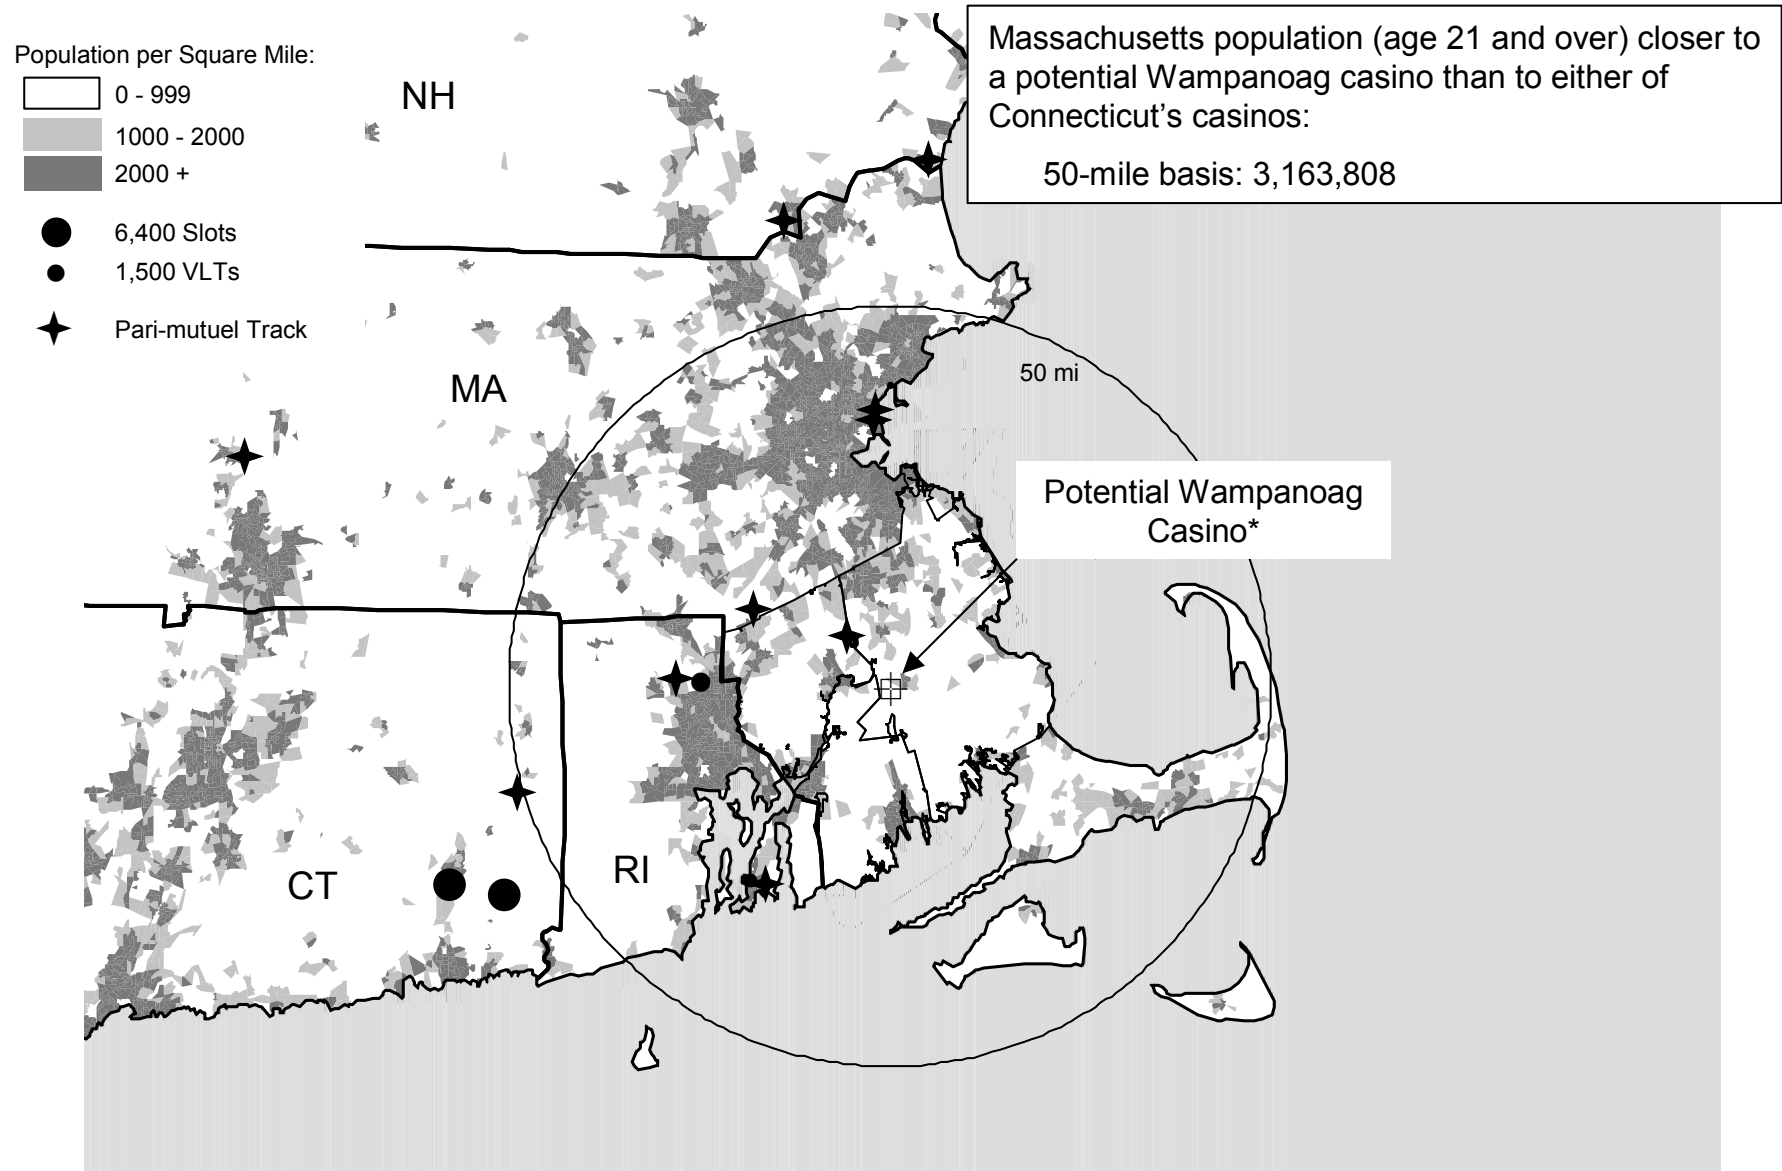 Massachusetts population (age 21 and over) closer to
a potential Wampanoag casino than to either of
Connecticut's casinos:
50-mile basis: 3,163,808
Population per Square Mile:
0 - 999
1000 - 2000
2000 +
6,400 Slots
1,500 VLTs
Pari-mutuel Track
NH
MA
50 mi
Potential Wampanoag
Casino*
CT
RI